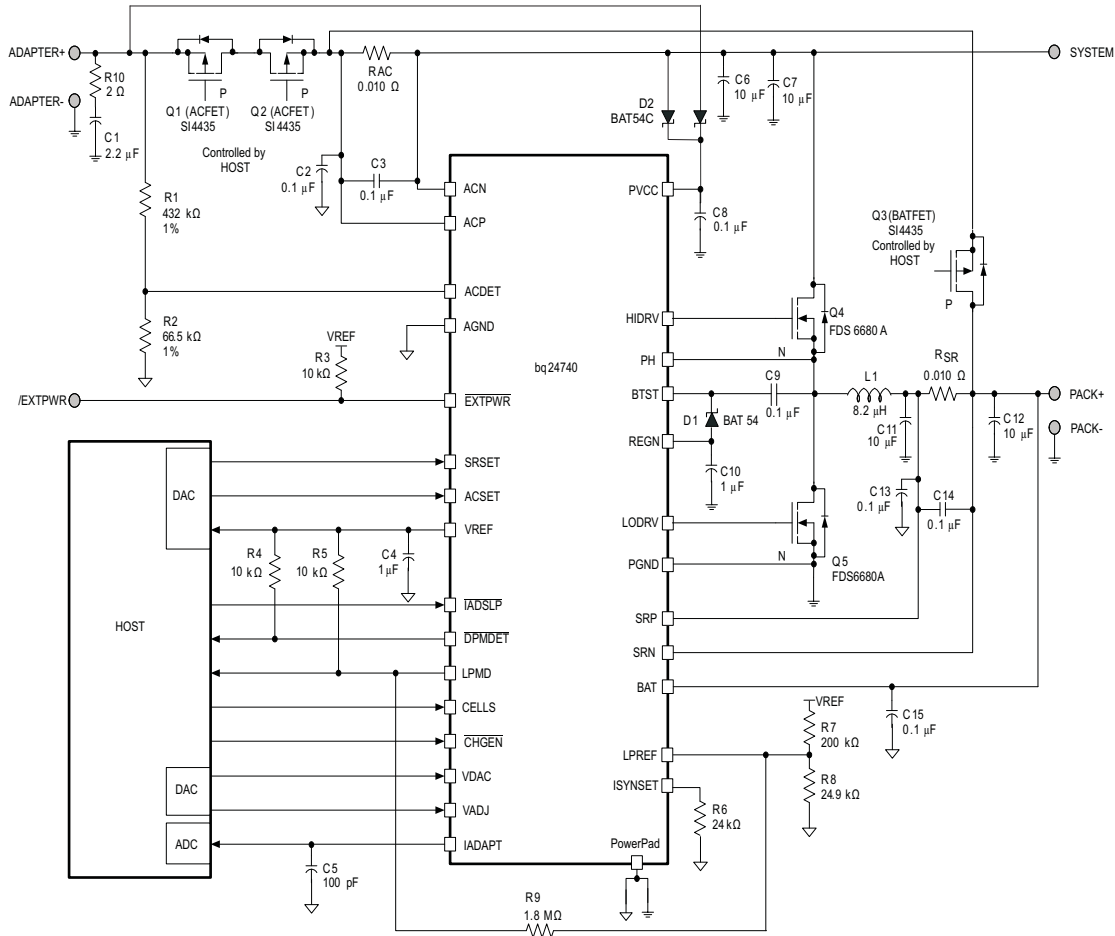 ADAPTER+
ADAPTER-
R10
2 Ω
C1
2.2 µF
P
Q1 (ACFET)
SI4435
P
Q2 (ACFET)
SI4435
Controlled by
HOST
RAC
0.010 Ω
C2
0.1 µF
C3
0.1 µF
D2
BAT54C
C6
10 µF
C7
10 µF
SYSTEM
R1
432 kΩ
1%
R2
66.5 kΩ
1%
VREF
R3
10 kΩ
/EXTPWR
C8
0.1 µF
Q3(BATFET)
SI4435
Controlled by
HOST
P
bq24740
ACN
ACP
ACDET
AGND
EXTPWR
SRSET
ACSET
VREF
IADSLP
DPMDET
LPMD
CELLS
CHGEN
VDAC
VADJ
IADAPT
PVCC
HIDRV
PH
BTST
REGN
LODRV
PGND
SRP
SRN
BAT
LPREF
ISYNSET
PowerPad
Q4
FDS6680A
N
C9
0.1 µF
D1
BAT 54
C10
1 µF
L1
8.2 µH
RSR
0.010 Ω
C11
10 µF
C12
10 µF
PACK+
PACK-
C13
0.1 µF
C14
0.1 µF
N
Q5
FDS6680A
HOST
DAC
DAC
ADC
R4
10 kΩ
R5
10 kΩ
C4
1µF
C5
100 pF
C15
0.1 µF
VREF
R7
200 kΩ
R8
24.9 kΩ
R6
24 kΩ
R9
1.8 MΩ